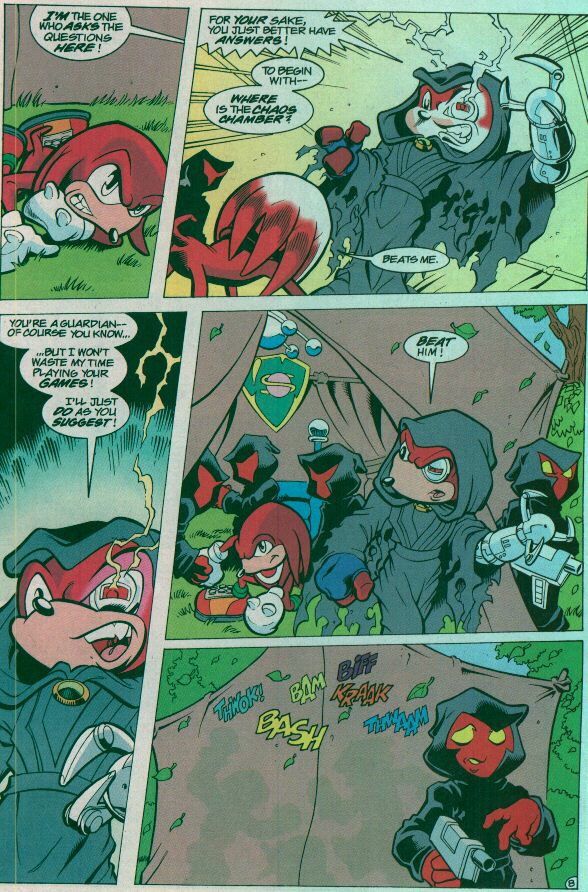 I'M THE ONE
WHO ASKS THE
QUESTIONS
HERE!
FOR YOUR SAKE,
YOU JUST BETTER HAVE
ANSWERS!
TO BEGIN
WITH--
WHERE
IS THE CHAOS
CHAMBER?
BEATS ME.
YOU'RE A GUARDIAN--
OF COURSE YOU KNOW...
...BUT I WON'T
WASTE MY TIME
PLAYING YOUR
GAMES!
I'LL JUST
DO AS YOU
SUGGEST!
BEAT
HIM!
THWOK!
BAM
BIFF
KRAAK
BASH
THWAAM